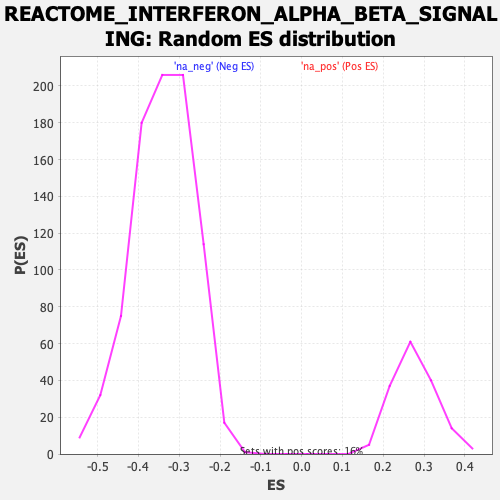 REACTOME_INTERFERON_ALPHA_BETA_SIGNAL
ING: Random ES distribution
'na_neg' (Neg ES) 'na_pos' (Pos ES)
200
180
160
140
120
100
80
60
40
20
0
P(ES)
Sets with pos scores: 16%
-0.5 -0.4 -0.3 -0.2 -0.1 0.0 0.1 0.2 0.3 0.4
ES